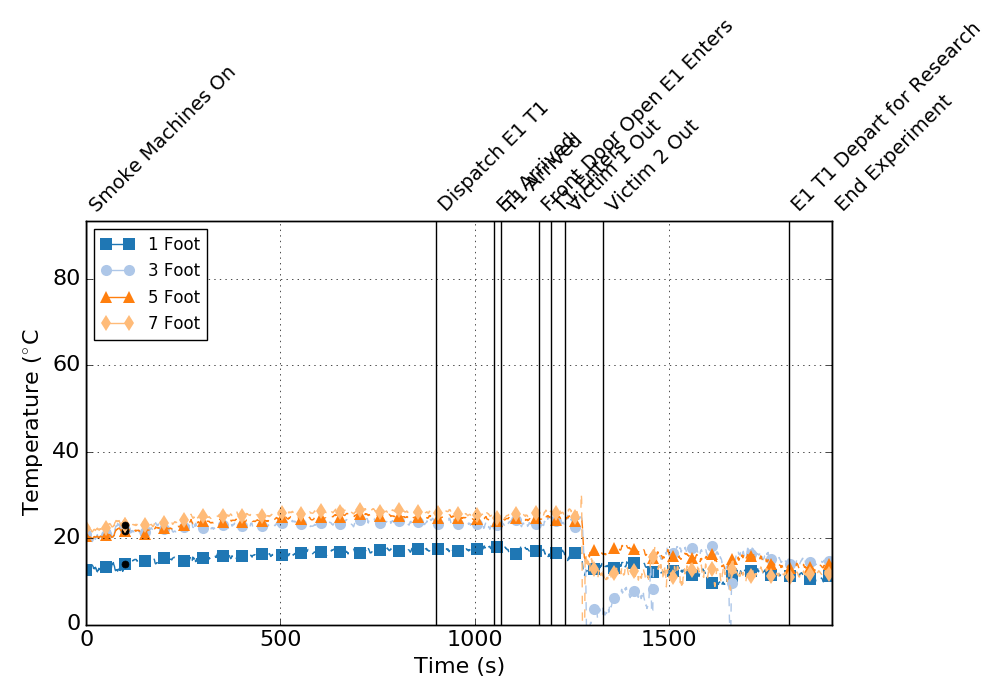 Smoke Machines On
Dispatch E1 T1
E1 Arrived
T1 Arrived
Front Door Open E1 Enters
T1 Enters
Victim 1 Out
Victim 2 Out
E1 T1 Depart for Research
End Experiment
1 Foot
3 Foot
5 Foot
7 Foot
Temperature (°C
80
60
40
20
0
0 500 1000 1500
Time (s)